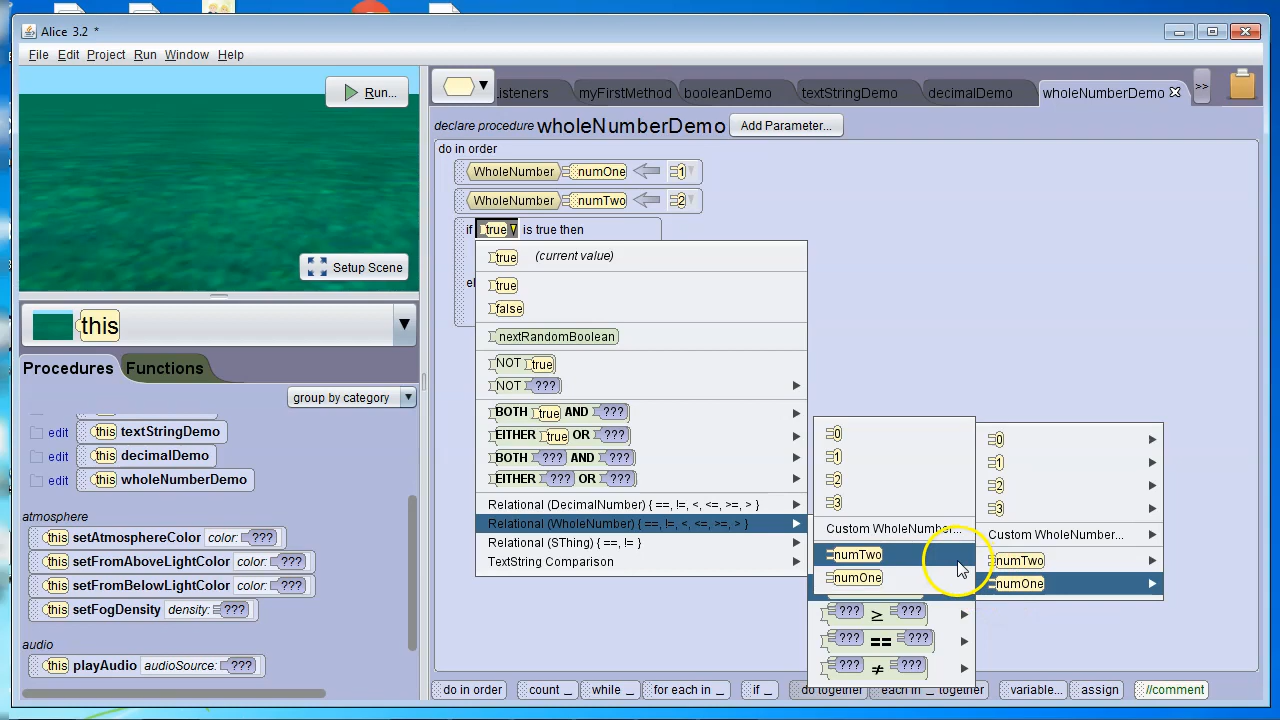 Alice 3.2 *
File Edit Project Run Window Help
Run...
Setup Scene
this
Procedures Functions
group by category
edit this textStringDemo
edit this decimalDemo
edit this wholeNumberDemo
atmosphere
this setAtmosphereColor color: ???
this setFromAboveLightColor color: ???
this setFromBelowLightColor color: ???
this setFogDensity density: ???
audio
this playAudio audioSource: ???
myFirstMethod booleanDemo textStringDemo decimalDemo wholeNumberDemo >>
declare procedure wholeNumberDemo Add Parameter...
do in order
WholeNumber numOne 1
WholeNumber numTwo 2
if true is true then
true (current value)
true
false
nextRandomBoolean
NOT true
NOT ???
BOTH true AND ???
EITHER true OR ???
BOTH ??? AND ???
EITHER ??? OR ???
Relational (DecimalNumber) { ==, !=, <, <=, >=, > }
Relational (WholeNumber) { ==, !=, <, <=, >=, > }
Relational (SThing) { ==, != }
TextString Comparison
0
1
2
3
Custom WholeNumber...
numTwo
numOne
??? ≥ ???
??? == ???
??? ≠ ???
0
1
2
3
Custom WholeNumber...
numTwo
numOne
do in order count _ while _ for each in _ if _ do together each in _ together variable... assign //comment